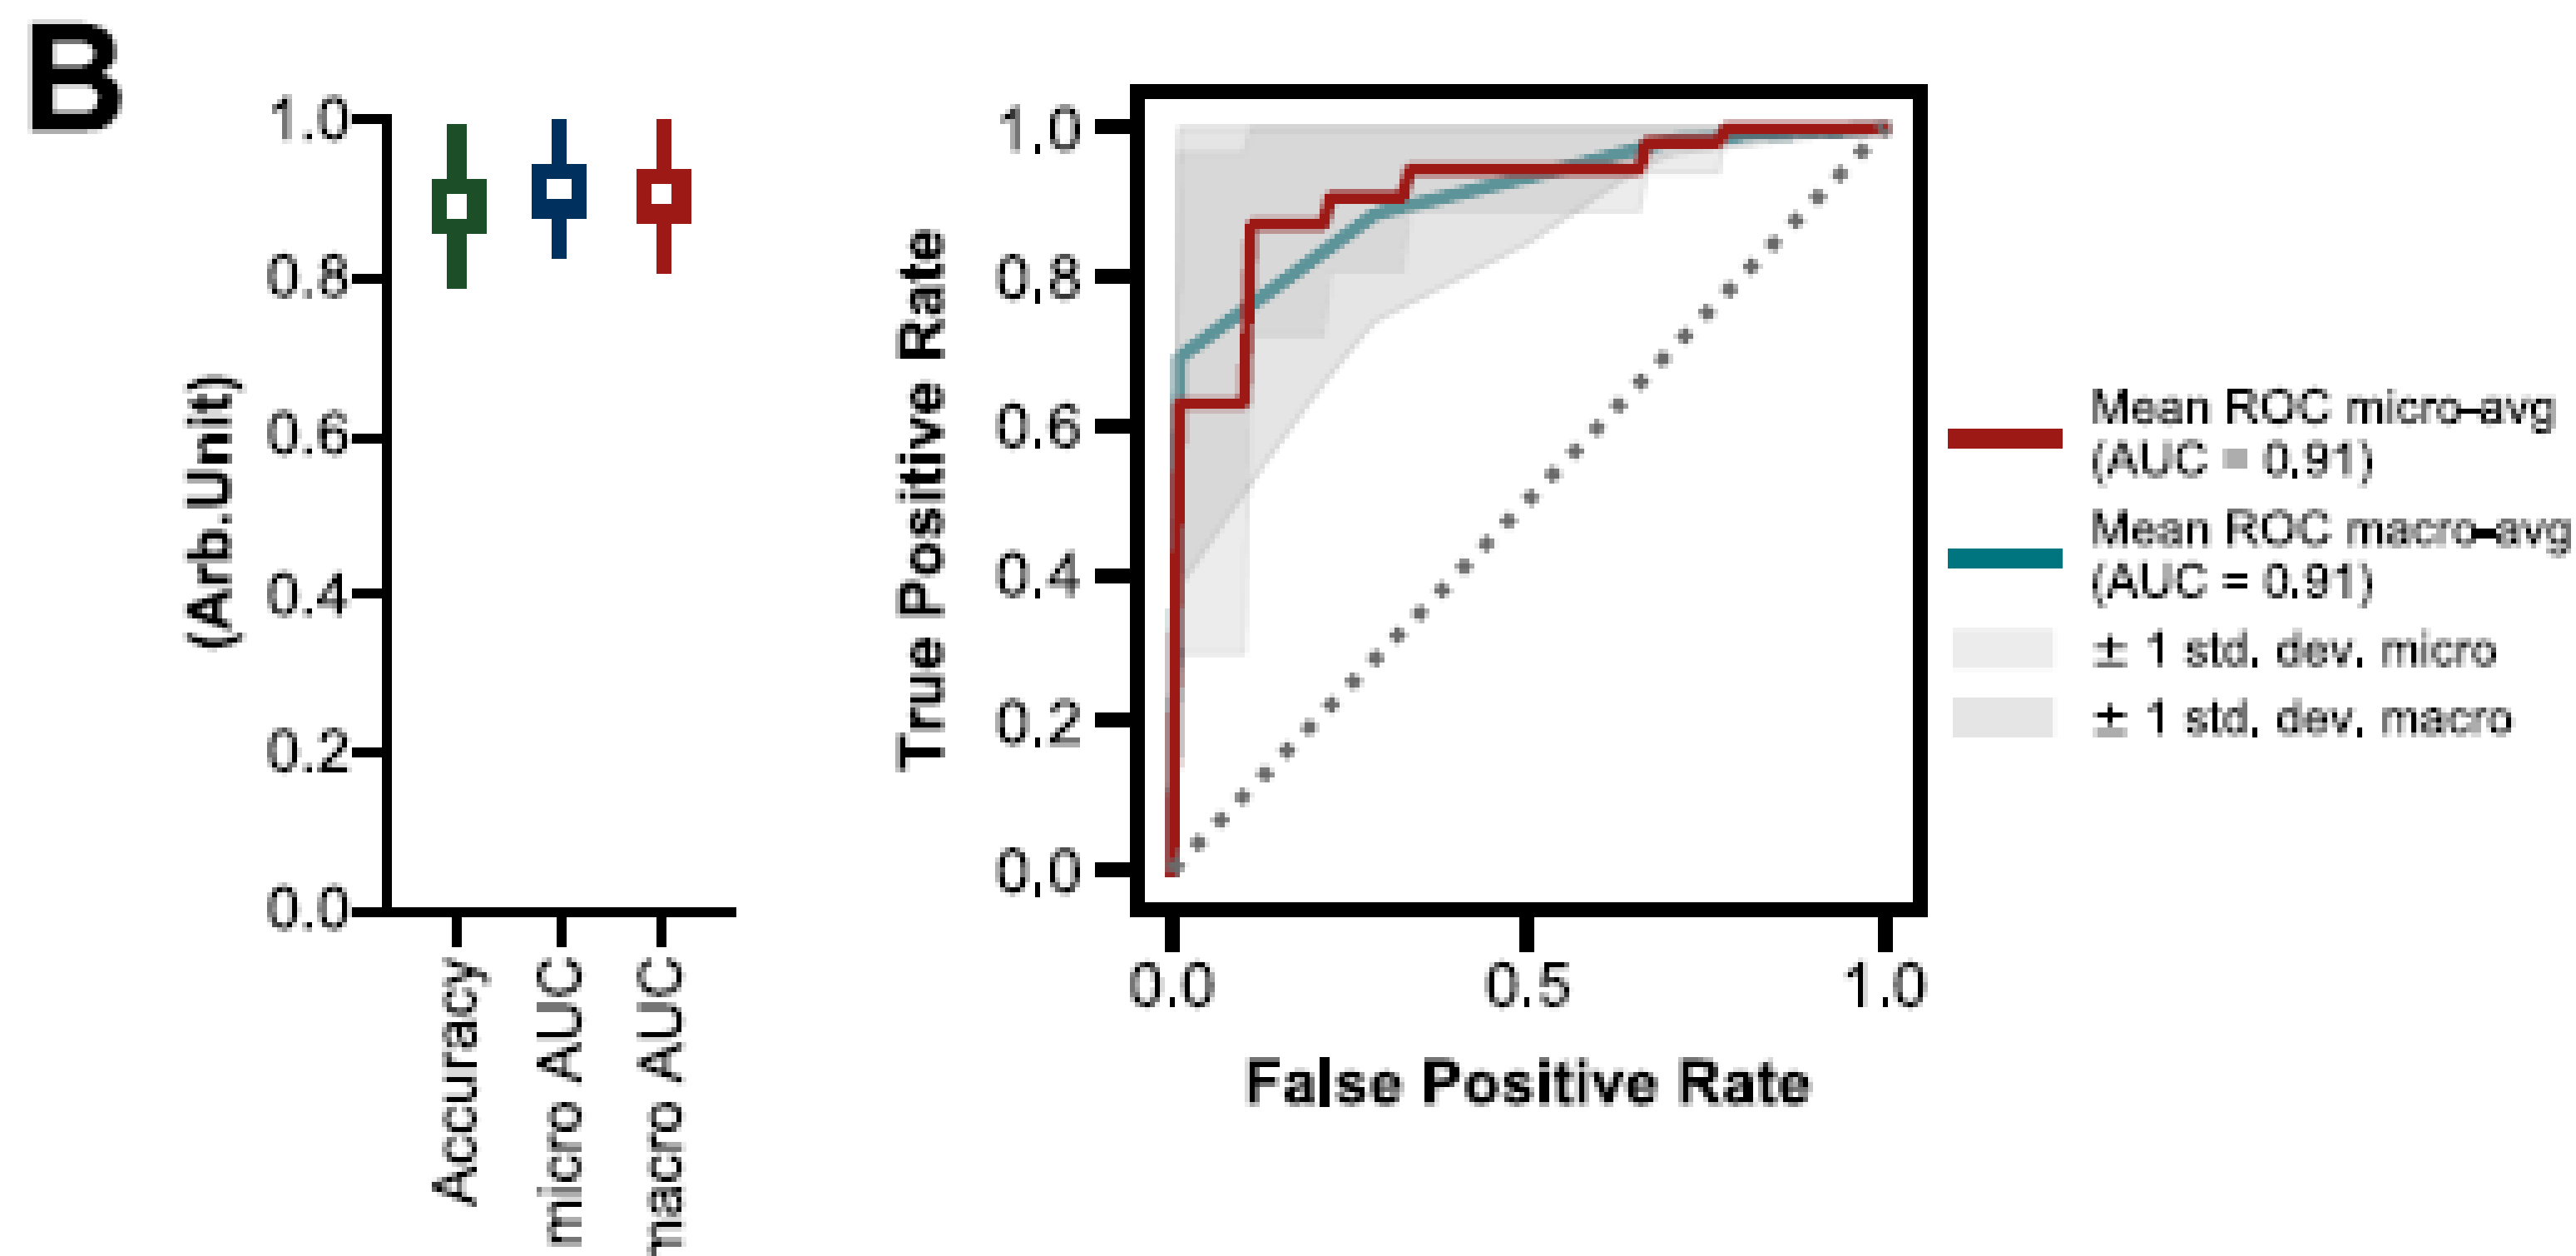 B
1.0
0.8
0.6
0.4
0.2
0.0
(Arb.Unit)
Accuracy
micro AUC
macro AUC
1.0
0.8
0.6
0.4
0.2
0.0
True Positive Rate
0.0 0.5 1.0
False Positive Rate
Mean ROC micro-avg
(AUC = 0.91)
Mean ROC macro-avg
(AUC = 0.91)
± 1 std. dev. micro
± 1 std. dev. macro